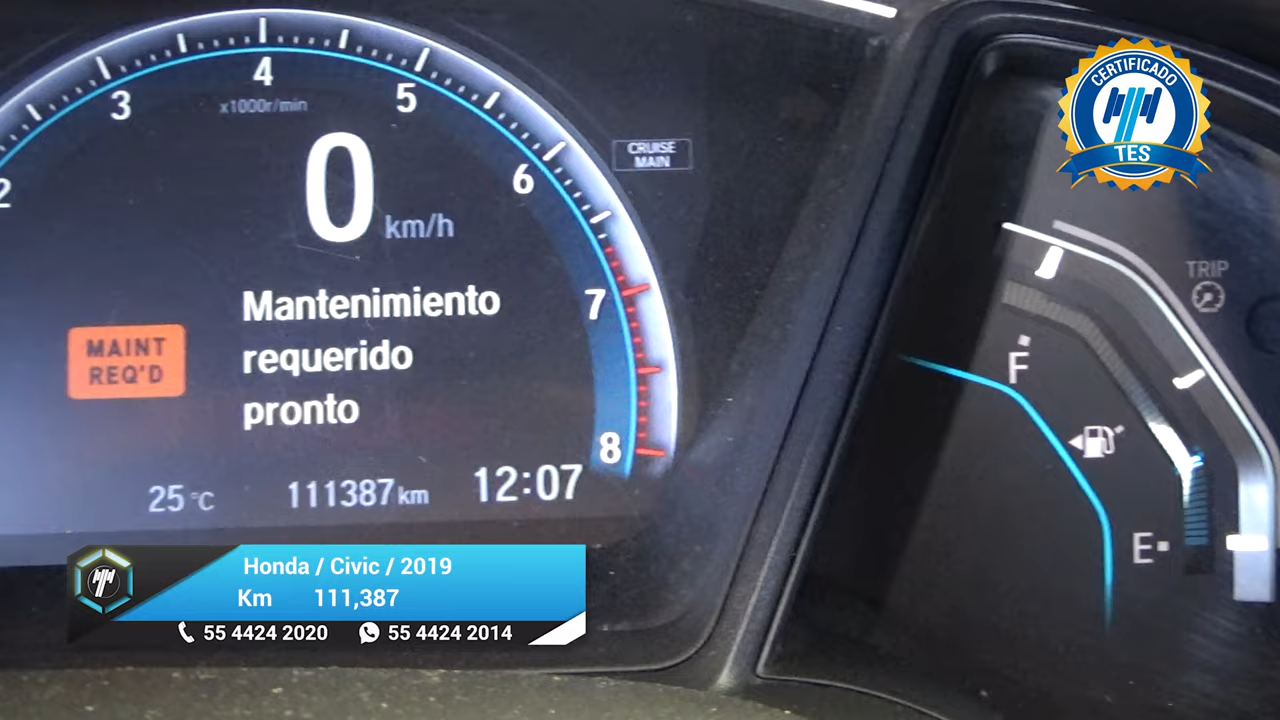 4
3
5
x1000r/min
2
6
0 km/h
CRUISE
MAIN
Mantenimiento
requerido
pronto
MAINT
REQ'D
7
8
25 °C
111387 km
12:07
CERTIFICADO
TES
TRIP
F
E
Honda / Civic / 2019
Km 111,387
55 4424 2020
55 4424 2014